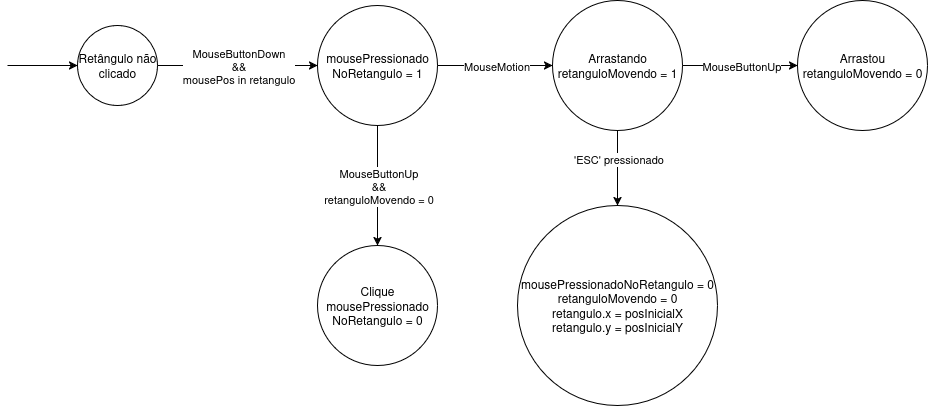 Retângulo não
clicado
MouseButtonDown
&&
mousePos in retangulo
mousePressionado
NoRetangulo = 1
MouseMotion
Arrastando
retanguloMovendo = 1
MouseButtonUp
Arrastou
retanguloMovendo = 0
MouseButtonUp
&&
retanguloMovendo = 0
'ESC' pressionado
Clique
mousePressionado
NoRetangulo = 0
mousePressionadoNoRetangulo = 0
retanguloMovendo = 0
retangulo.x = posInicialX
retangulo.y = posInicialY